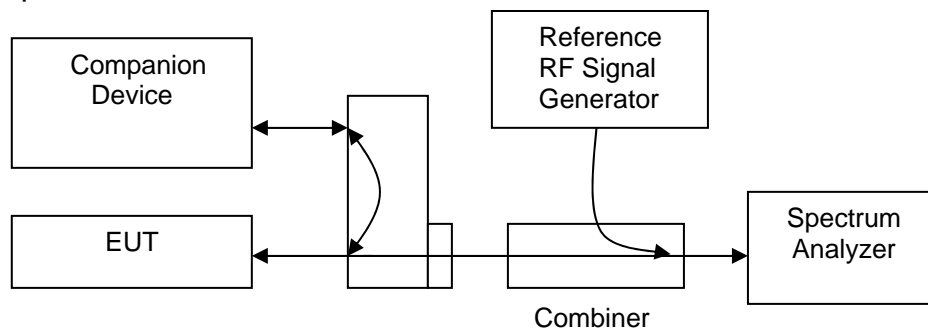 Companion
Device
Reference
RF Signal
Generator
EUT
Spectrum
Analyzer
Combiner